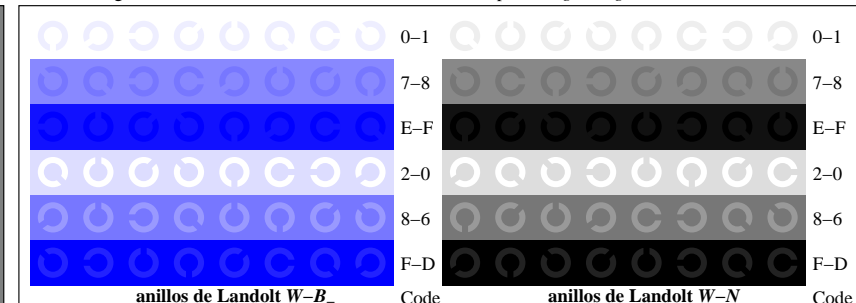 0–1 0–1
7–8 7–8
E–F E–F
2–0 2–0
8–6 8–6
F–D F–D
anillos de Landolt W–B_ Code anillos de Landolt W–N Code